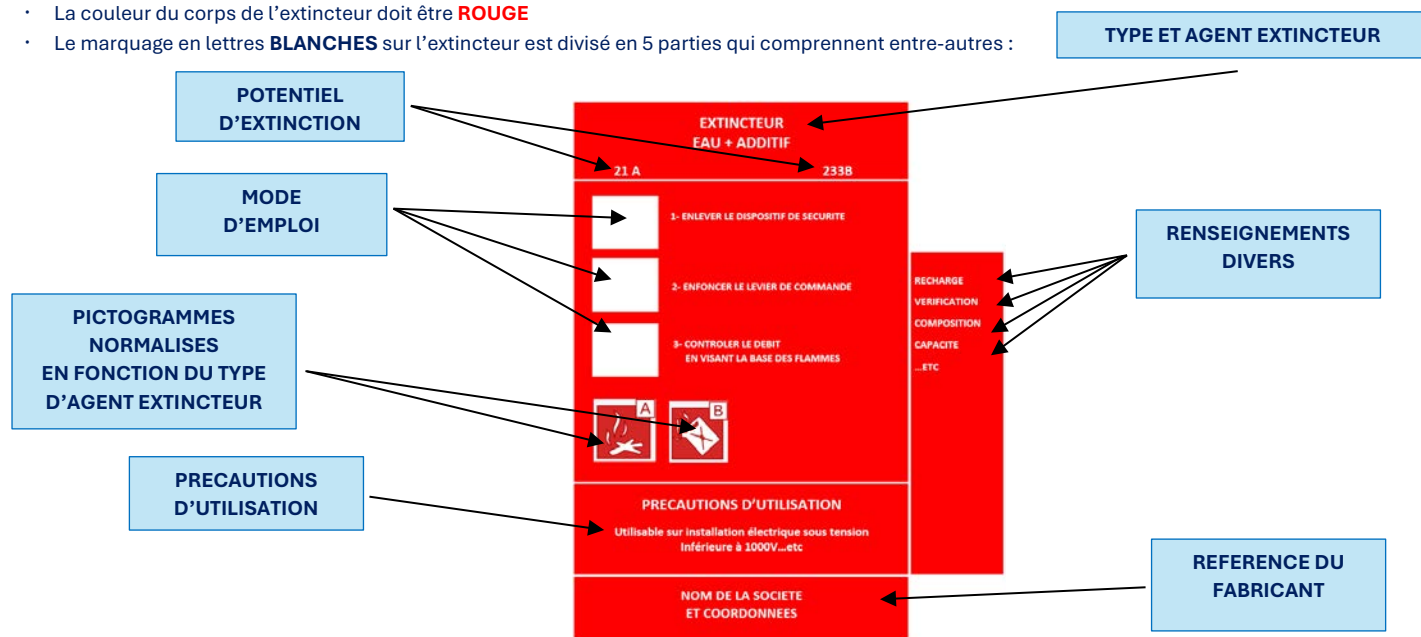 · La couleur du corps de l’extincteur doit être ROUGE
· Le marquage en lettres BLANCHES sur l’extincteur est divisé en 5 parties qui comprennent entre-autres :
TYPE ET AGENT EXTINCTEUR
POTENTIEL
D’EXTINCTION
EXTINCTEUR
EAU + ADDITIF
21 A
233B
MODE
D’EMPLOI
1- ENLEVER LE DISPOSITIF DE SECURITE
2- ENFONCER LE LEVIER DE COMMANDE
3- CONTROLER LE DEBIT
EN VISANT LA BASE DES FLAMMES
RENSEIGNEMENTS
DIVERS
RECHARGE
VERIFICATION
COMPOSITION
CAPACITE
...ETC
PICTOGRAMMES
NORMALISES
EN FONCTION DU TYPE
D’AGENT EXTINCTEUR
A
B
PRECAUTIONS
D’UTILISATION
PRECAUTIONS D’UTILISATION
Utilisable sur installation électrique sous tension
Inférieure à 1000V...etc
REFERENCE DU
FABRICANT
NOM DE LA SOCIETE
ET COORDONNEES